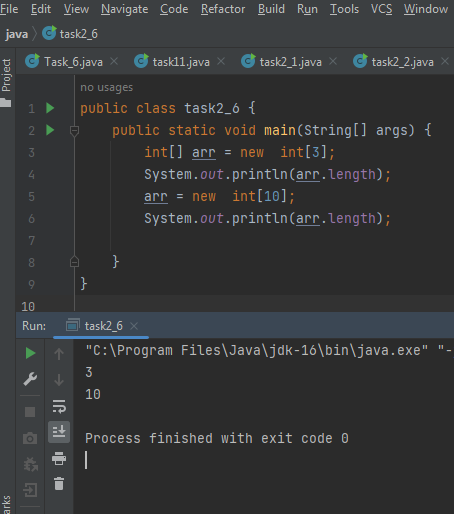 File Edit View Navigate Code Refactor Build Run Tools VCS Window
java task2_6
Task_6.java task11.java task2_1.java task2_2.java
Project
no usages
1 public class task2_6 {
2 public static void main(String[] args) {
3 int[] arr = new int[3];
4 System.out.println(arr.length);
5 arr = new int[10];
6 System.out.println(arr.length);
7
8 }
9 }
10
Run: task2_6
"C:\Program Files\Java\jdk-16\bin\java.exe" "-
3
10
Process finished with exit code 0
arks